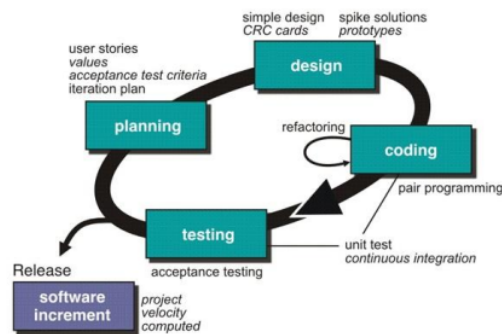 simple design
CRC cards
spike solutions
prototypes
user stories
values
acceptance test criteria
iteration plan
design
planning
refactoring
coding
pair programming
testing
acceptance testing
unit test
continuous integration
Release
software
increment
project
velocity
computed